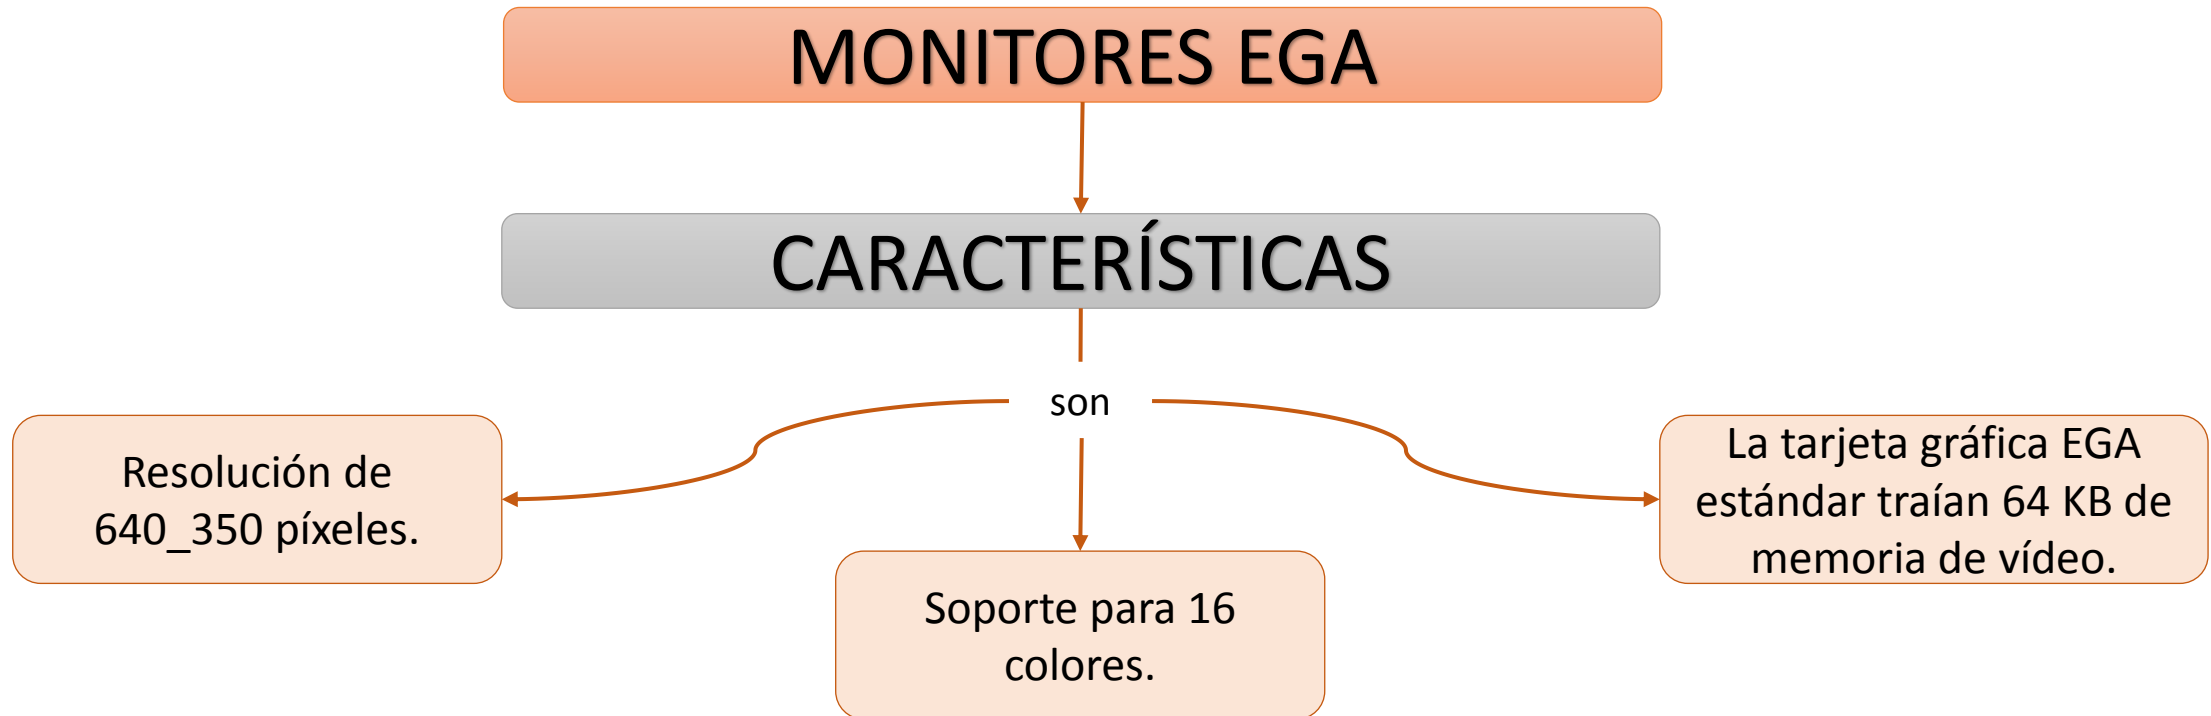 MONITORES EGA
CARACTERÍSTICAS
son
Resolución de
640_350 píxeles.
Soporte para 16
colores.
La tarjeta gráfica EGA
estándar traían 64 KB de
memoria de vídeo.